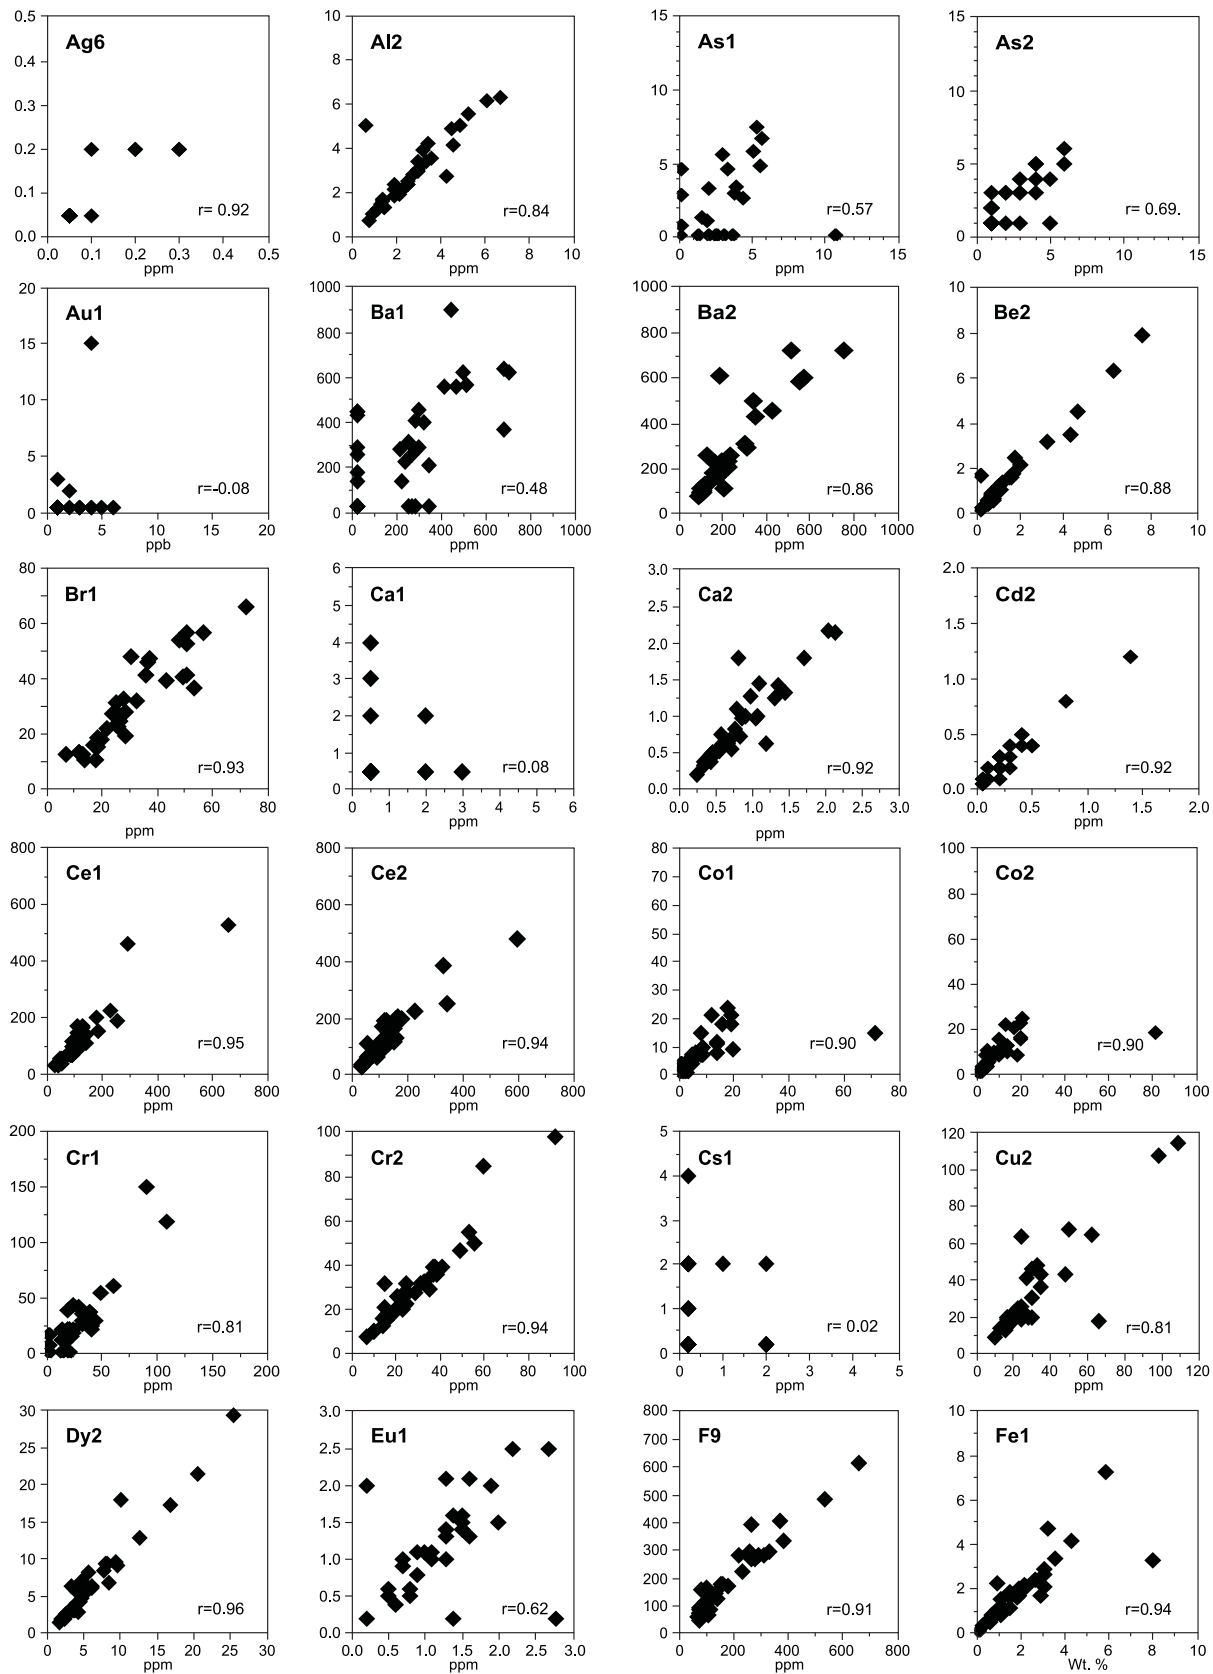 0.5
Ag6
0.4
0.3
0.2
0.1
r= 0.92
0.0
0 0.1 0.2 0.3 0.4 0.5
ppm
10
Al2
8
6
4
2
r=0.84
0
0 2 4 6 8 10
ppm
15
As1
10
5
r=0.57
0
0 5 10 15
ppm
15
As2
10
5
r= 0.69.
0
0 5 10 15
ppm
20
Au1
15
10
5
r=-0.08
0
0 5 10 15 20
ppb
1000
Ba1
800
600
400
200
r=0.48
0
0 200 400 600 800 1000
ppm
1000
Ba2
800
600
400
200
r=0.86
0
0 200 400 600 800 1000
ppm
10
Be2
8
6
4
2
r=0.88
0
0 2 4 6 8 10
ppm
80
Br1
60
40
20
r=0.93
0
0 20 40 60 80
ppm
6
Ca1
5
4
3
2
1
r=0.08
0
0 1 2 3 4 5 6
ppm
3.0
Ca2
2.5
2.0
1.5
1.0
0.5
r=0.92
0.0
0.0 0.5 1.0 1.5 2.0 2.5 3.0
ppm
2.0
Cd2
1.5
1.0
0.5
r=0.92
0.0
0.0 0.5 1.0 1.5 2.0
ppm
800
Ce1
600
400
200
r=0.95
0
0 200 400 600 800
ppm
800
Ce2
600
400
200
r=0.94
0
0 200 400 600 800
ppm
80
Co1
70
60
50
40
30
20
10
r=0.90
0
0 20 40 60 80
ppm
100
Co2
80
60
40
20
r=0.90
0
0 20 40 60 80 100
ppm
200
Cr1
150
100
50
r=0.81
0
0 50 100 150 200
ppm
100
Cr2
80
60
40
20
r=0.94
0
0 20 40 60 80 100
ppm
5
Cs1
4
3
2
1
r= 0.02
0
0 1 2 3 4 5
ppm
120
Cu2
100
80
60
40
20
r=0.81
0
0 20 40 60 80 100 120
ppm
30
Dy2
25
20
15
10
5
r=0.96
0
0 5 10 15 20 25 30
ppm
3.0
Eu1
2.5
2.0
1.5
1.0
0.5
r=0.62
0.0
0.0 0.5 1.0 1.5 2.0 2.5 3.0
ppm
800
F9
700
600
500
400
300
200
100
r=0.91
0
0 200 400 600 800
ppm
10
Fe1
8
6
4
2
r=0.94
0
0 2 4 6 8 10
Wt. %